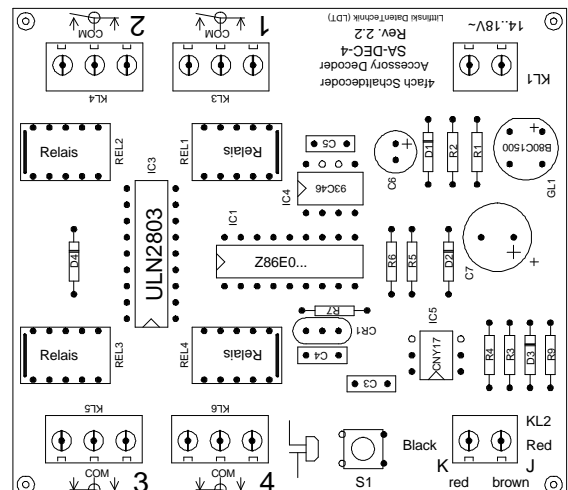 2
COM
1
COM
Littfinski DatenTechnik (LDT)
Rev. 2.2
SA-DEC-4
Accessory Decoder
4fach Schaltdecoder
14..18V~
KL4
KL3
KL1
Relais
REL2
IC3
REL1
Relais
C5
IC4
93C46
C6
D1
R2
R1
B80C1500
GL1
ULN2803
IC1
Z86E0...
D4
R6
R5
D2
C7
R7
CR1
IC5
CNY17
Relais
REL3
REL4
Relais
C4
C3
R4
R3
D3
R9
KL5
KL6
KL2
Black
Red
K
J
COM
3
COM
4
S1
red
brown